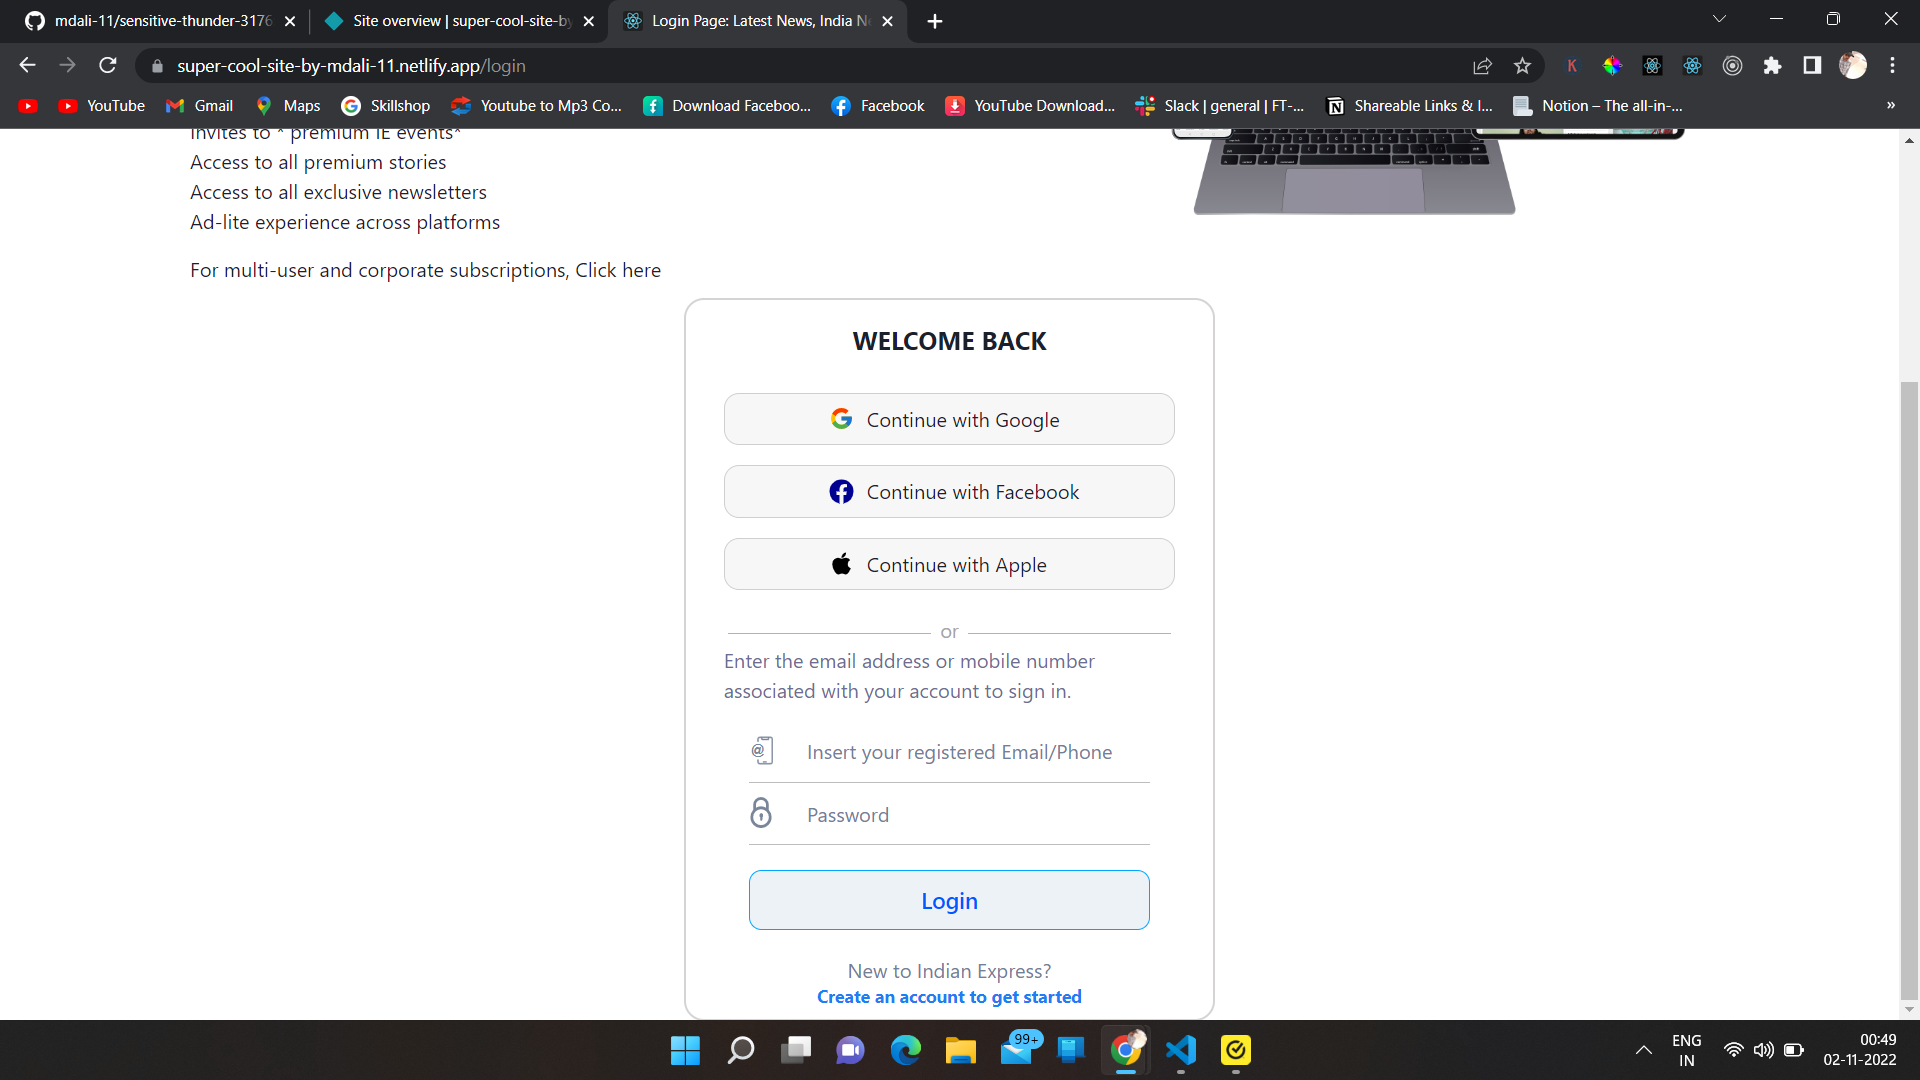 mdali-11/sensitive-thunder-3176
Site overview | super-cool-site-by
Login Page: Latest News, India Ne
super-cool-site-by-mdali-11.netlify.app/login
K
YouTube
Gmail
Maps
Skillshop
Youtube to Mp3 Co...
Download Faceboo...
Facebook
YouTube Download...
Slack | general | FT-...
Shareable Links & I...
Notion – The all-in-...
»
Invites to * premium IE events*
Access to all premium stories
Access to all exclusive newsletters
Ad-lite experience across platforms
For multi-user and corporate subscriptions, Click here
WELCOME BACK
Continue with Google
Continue with Facebook
Continue with Apple
or
Enter the email address or mobile number
associated with your account to sign in.
Insert your registered Email/Phone
Password
Login
New to Indian Express?
Create an account to get started
99+
ENG
IN
00:49
02-11-2022